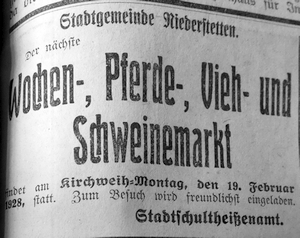 Stadtgemeinde Niederstetten.
Der nächste
Wochen-, Pferde-, Vieh- und
Schweinemarkt
findet am Kirchweih-Montag, den 19. Februar
1928, statt. Zum Besuch wird freundlichst eingeladen.
Stadtschultheißenamt.